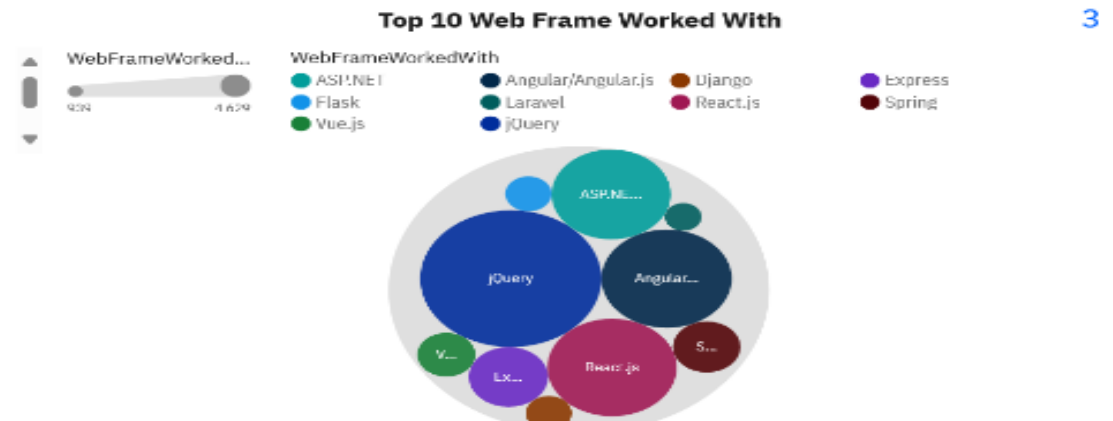 Top 10 Web Frame Worked With
3
WebFrameWorked...
939
4,629
WebFrameWorkedWith
ASP.NET
Angular/Angular.js
Django
Express
Flask
Laravel
React.js
Spring
Vue.js
jQuery
ASP.NE...
jQuery
Angular...
S...
V...
Ex...
React.js